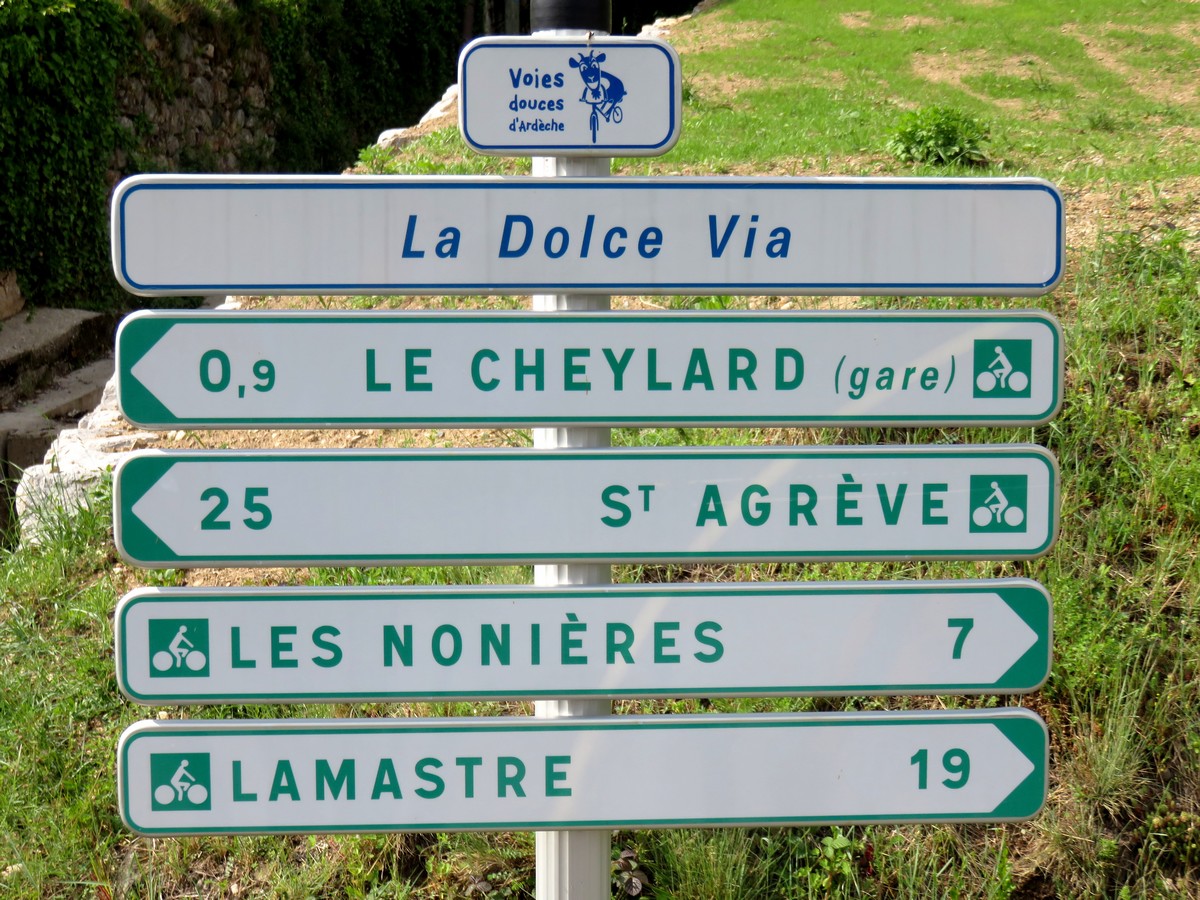 Voies
douces
d'Ardèche
La Dolce Via
0,9 LE CHEYLARD (gare)
25 ST AGRÈVE
LES NONIÈRES 7
LAMASTRE 19